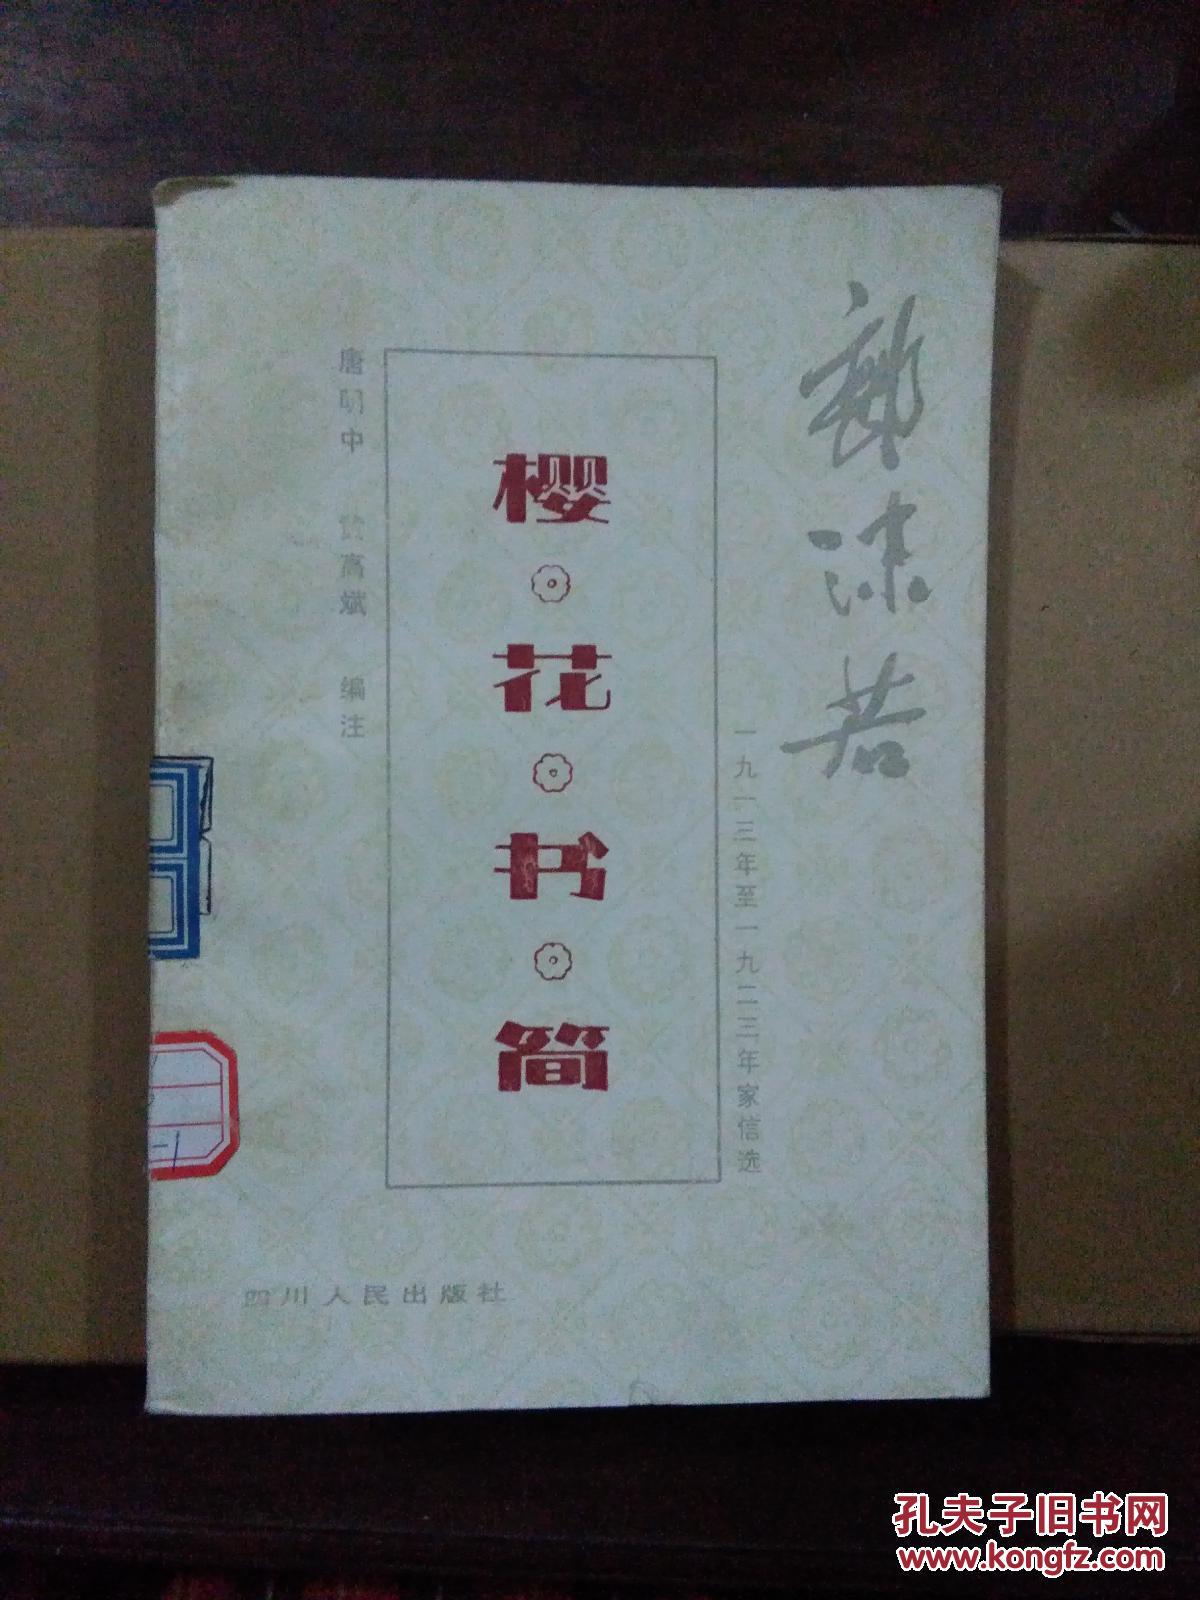 郭沫若
一九一三年至一九二三年家信选
樱花书简
唐明中 黄高斌 编注
四川人民出版社
-1
孔夫子旧书网
www.kongfz.com